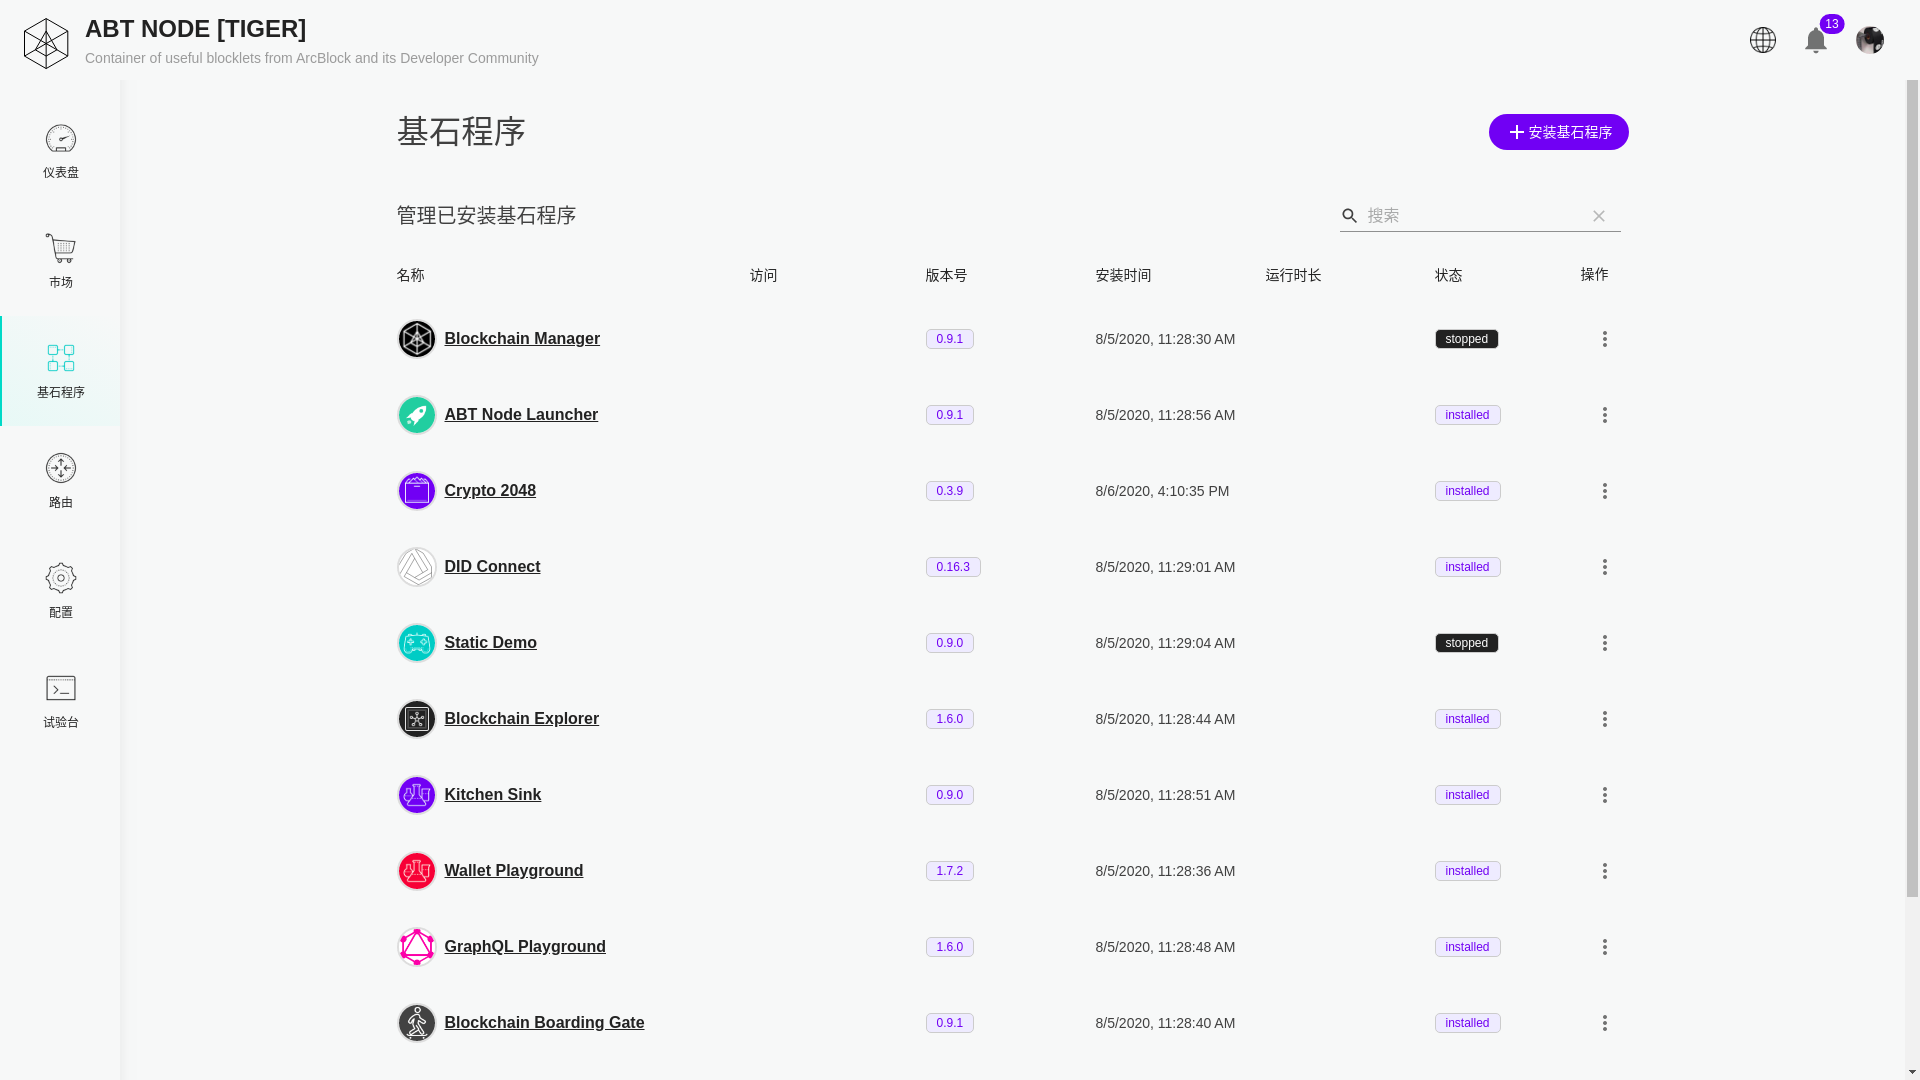 ABT NODE [TIGER]
Container of useful blocklets from ArcBlock and its Developer Community
13
仪表盘
市场
基石程序
路由
配置
试验台
基石程序
安装基石程序
管理已安装基石程序
搜索
名称 访问 版本号 安装时间 运行时长 状态 操作
Blockchain Manager 0.9.1 8/5/2020, 11:28:30 AM stopped
ABT Node Launcher 0.9.1 8/5/2020, 11:28:56 AM installed
Crypto 2048 0.3.9 8/6/2020, 4:10:35 PM installed
DID Connect 0.16.3 8/5/2020, 11:29:01 AM installed
Static Demo 0.9.0 8/5/2020, 11:29:04 AM stopped
Blockchain Explorer 1.6.0 8/5/2020, 11:28:44 AM installed
Kitchen Sink 0.9.0 8/5/2020, 11:28:51 AM installed
Wallet Playground 1.7.2 8/5/2020, 11:28:36 AM installed
GraphQL Playground 1.6.0 8/5/2020, 11:28:48 AM installed
Blockchain Boarding Gate 0.9.1 8/5/2020, 11:28:40 AM installed